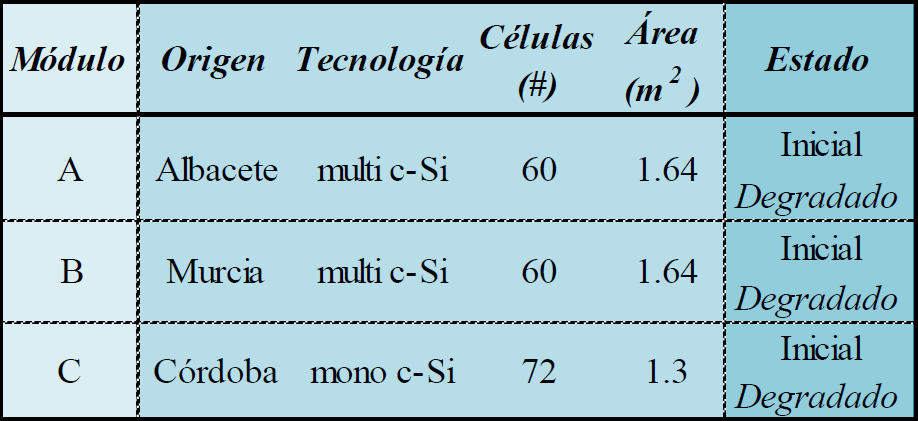 Módulo Origen Tecnología Células (#) Área (m²) Estado
A Albacete multi c-Si 60 1.64 Inicial
Degradado
B Murcia multi c-Si 60 1.64 Inicial
Degradado
C Córdoba mono c-Si 72 1.3 Inicial
Degradado